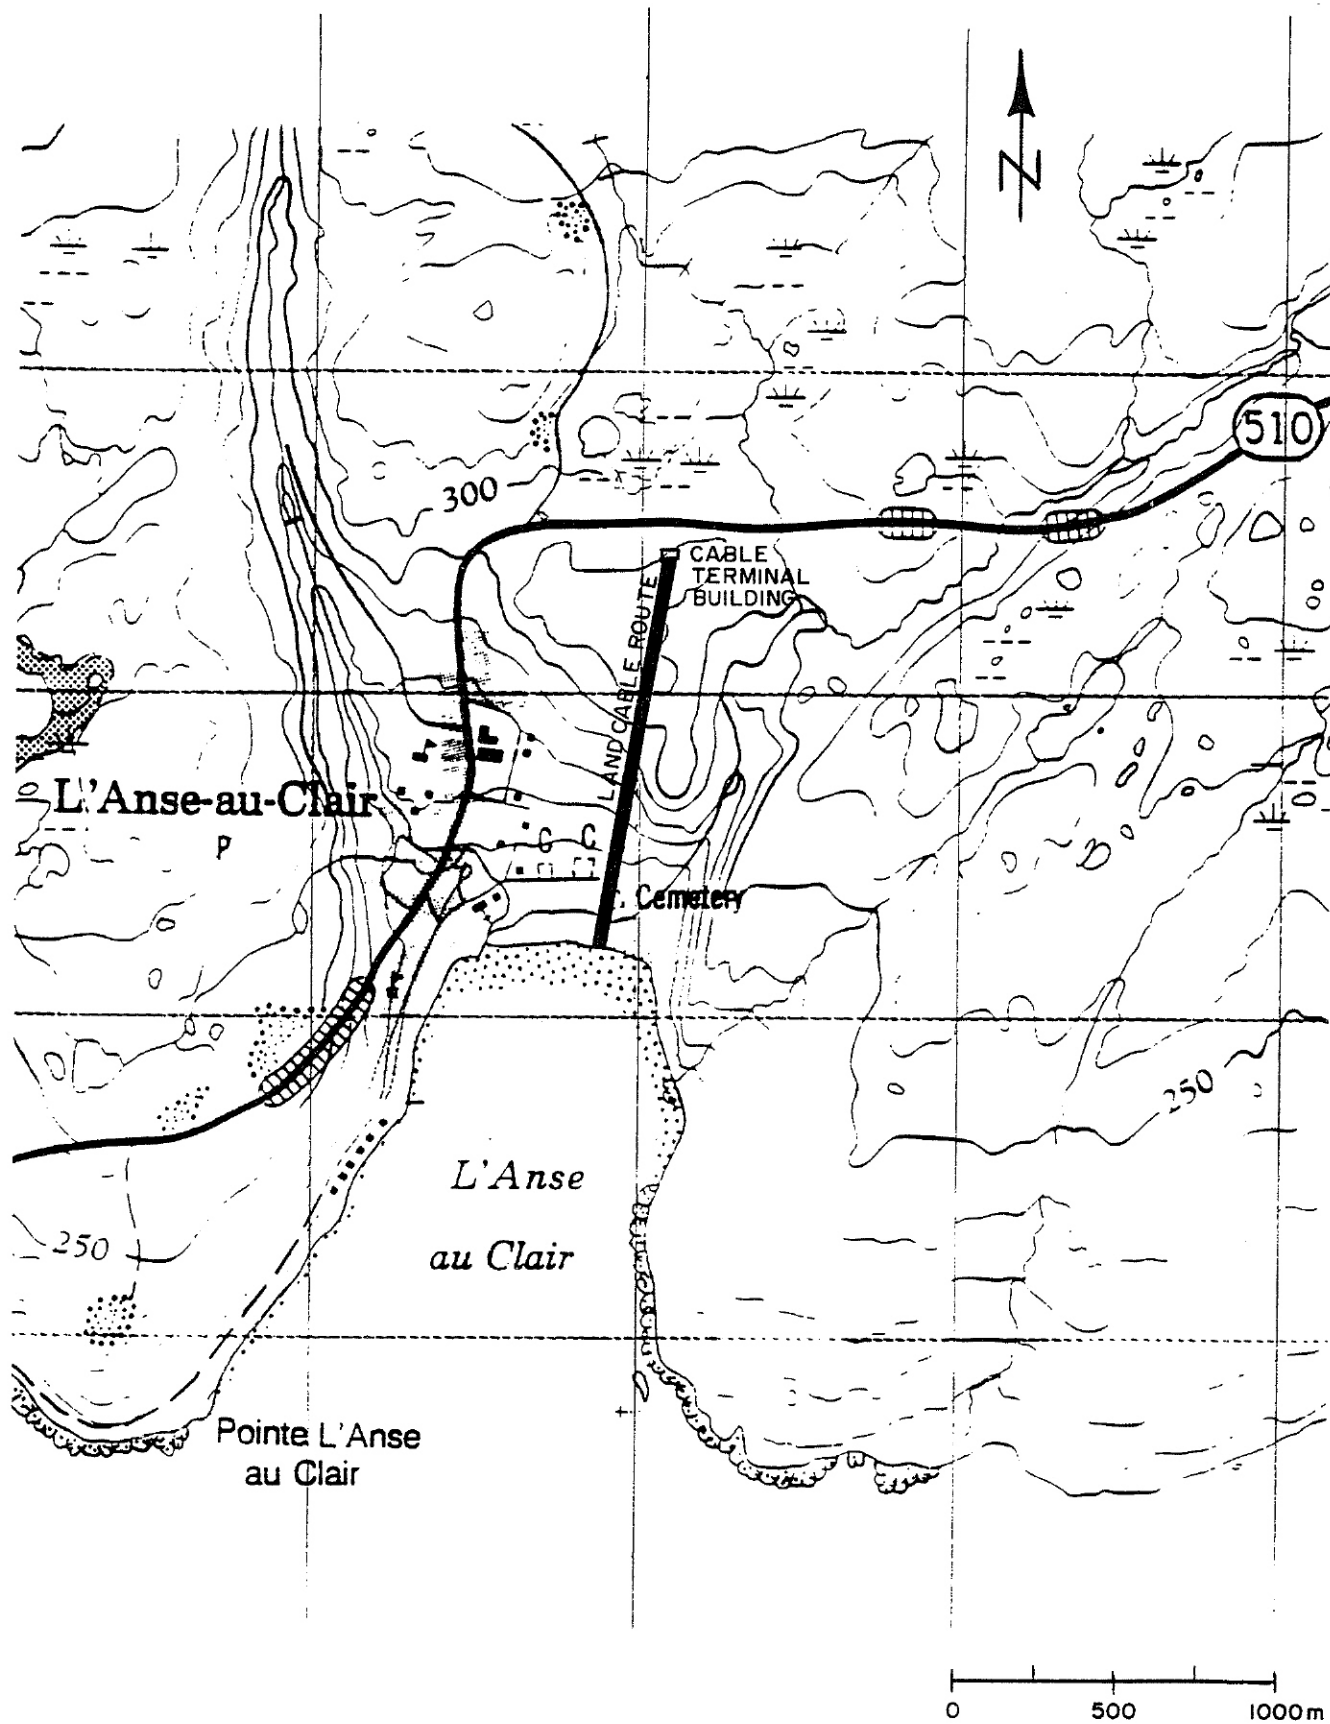 N
510
300
CABLE
TERMINAL
BUILDING
LAND CABLE ROUTE
L'Anse-au-Clair
P
C C
Cemetery
250
L'Anse
au Clair
250
Pointe L'Anse
au Clair
0 500 1000m